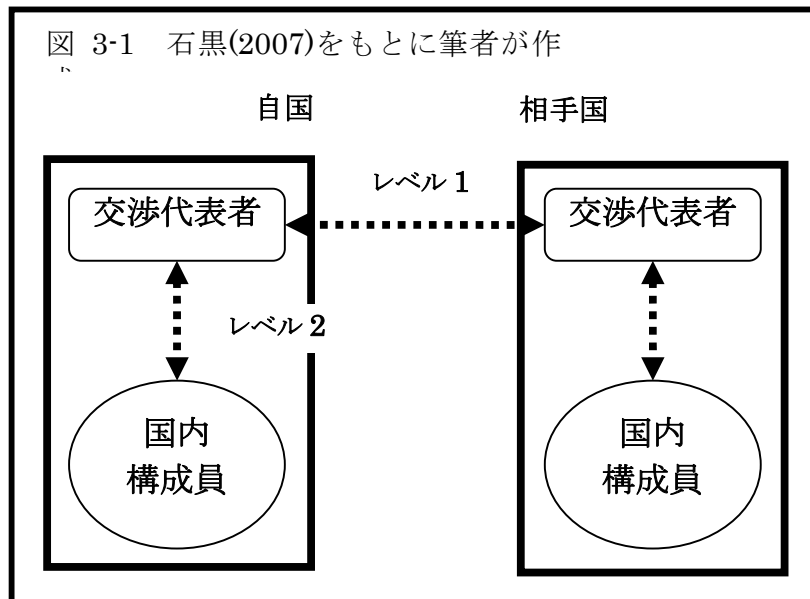 図 3-1 石黒(2007)をもとに筆者が作
自国 相手国
レベル 1
交渉代表者 交渉代表者
レベル 2
国内 国内
構成員 構成員